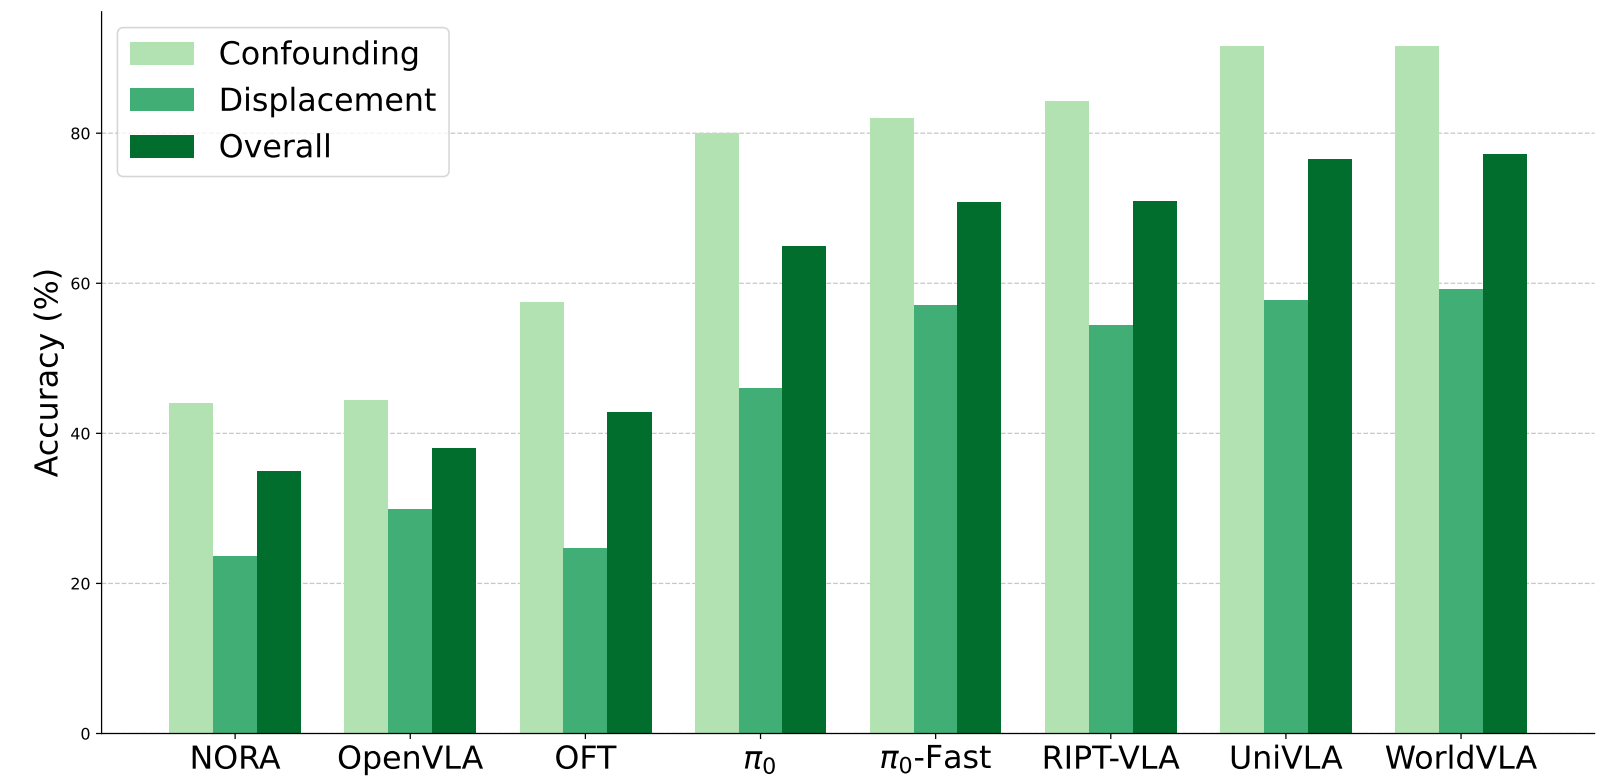 Confounding
Displacement
Overall
Accuracy (%)
80
60
40
20
0
NORA OpenVLA OFT π₀ π₀-Fast RIPT-VLA UniVLA WorldVLA